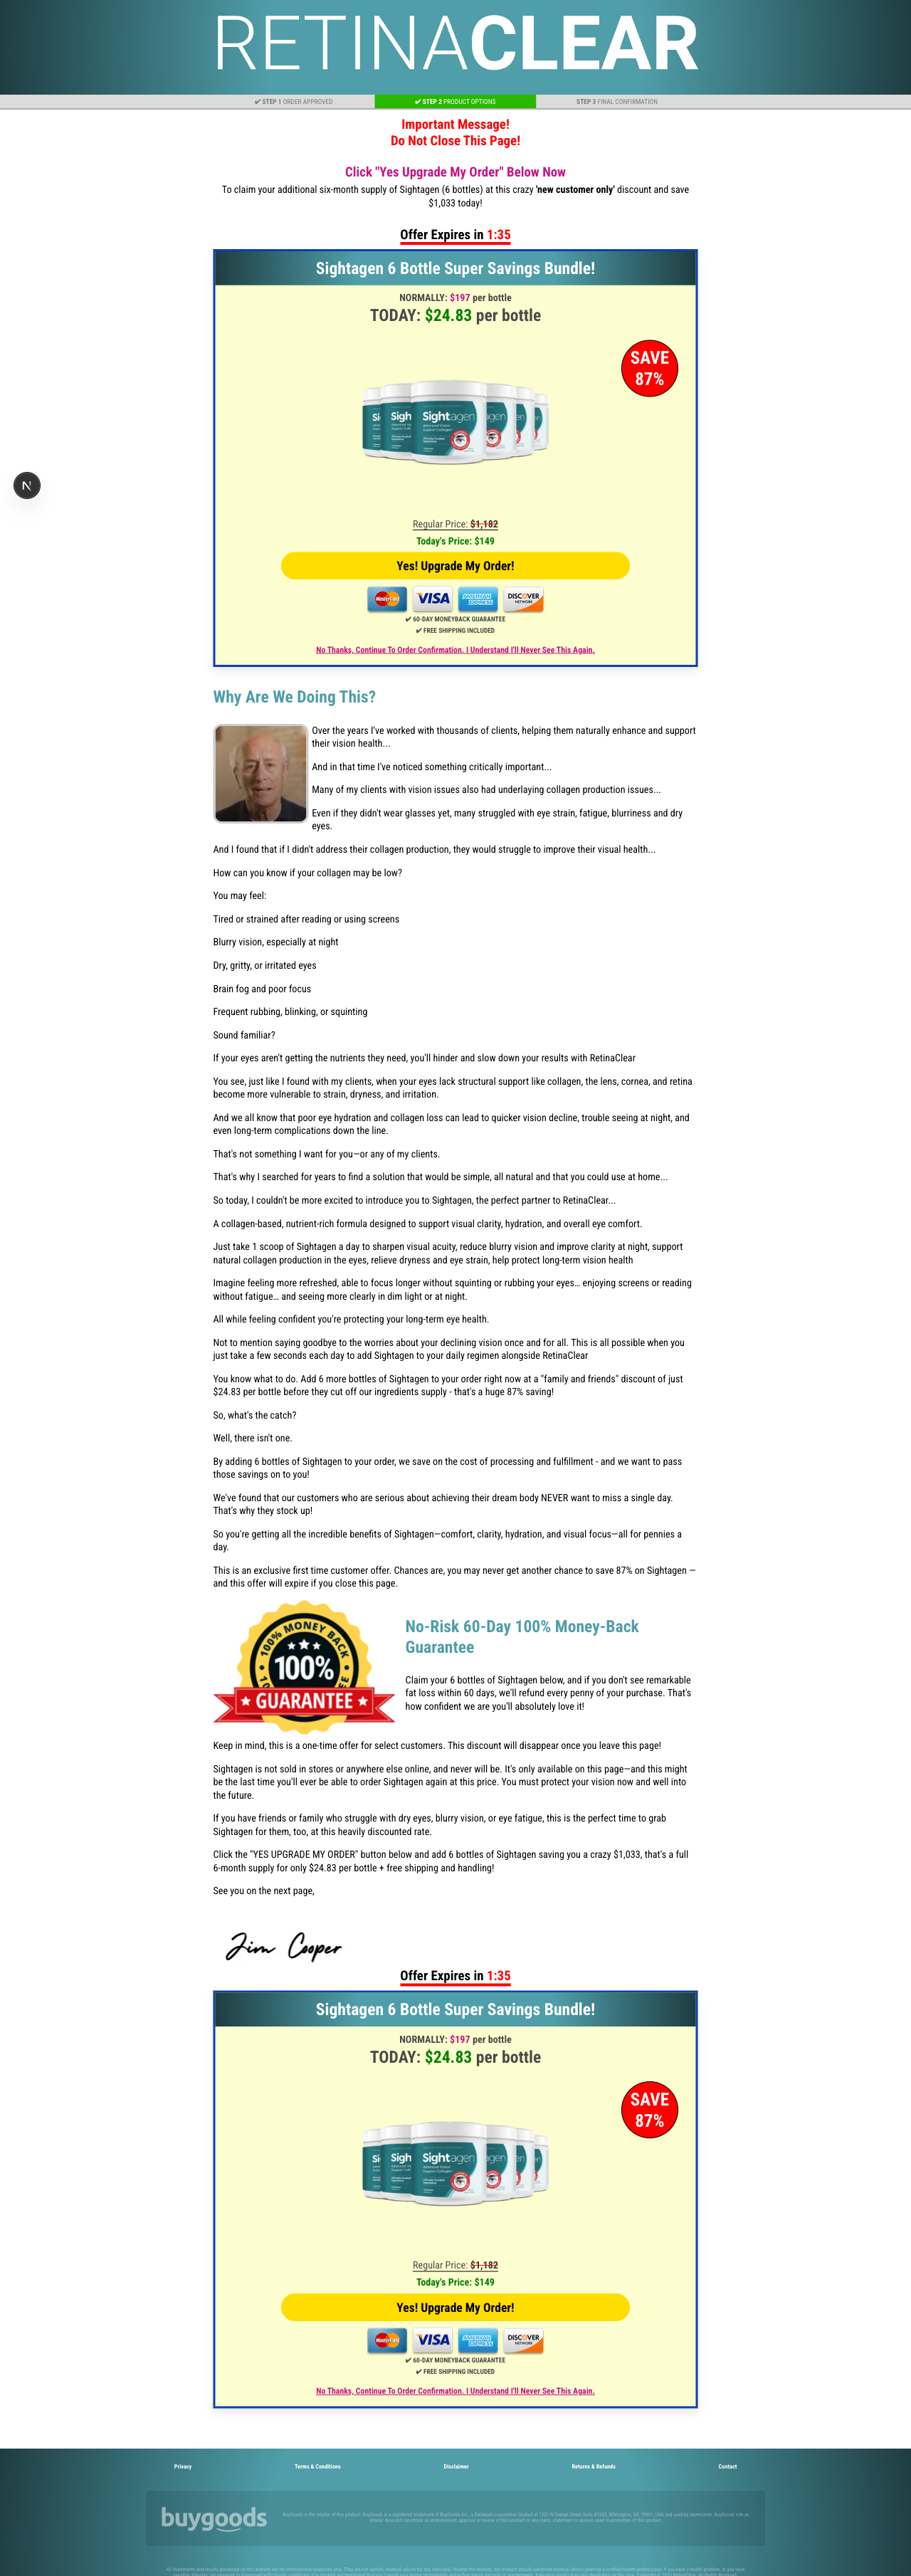 RETINACLEAR
✔ STEP 1 ORDER APPROVED
✔ STEP 2 PRODUCT OPTIONS
STEP 3 FINAL CONFIRMATION
Important Message!
Do Not Close This Page!
Click "Yes Upgrade My Order" Below Now
To claim your additional six-month supply of Sightagen (6 bottles) at this crazy 'new customer only' discount and save
$1,033 today!
Offer Expires in 1:35
Sightagen 6 Bottle Super Savings Bundle!
NORMALLY: $197 per bottle
TODAY: $24.83 per bottle
SAVE
87%
Sightagen
Regular Price: $1,182
Today's Price: $149
Yes! Upgrade My Order!
MasterCard VISA AMERICAN EXPRESS DISCOVER NETWORK
✔ 60-DAY MONEYBACK GUARANTEE
✔ FREE SHIPPING INCLUDED
No Thanks, Continue To Order Confirmation. I Understand I'll Never See This Again.
Why Are We Doing This?
Over the years I've worked with thousands of clients, helping them naturally enhance and support
their vision health...
And in that time I've noticed something critically important...
Many of my clients with vision issues also had underlaying collagen production issues...
Even if they didn't wear glasses yet, many struggled with eye strain, fatigue, blurriness and dry
eyes.
And I found that if I didn't address their collagen production, they would struggle to improve their visual health...
How can you know if your collagen may be low?
You may feel:
Tired or strained after reading or using screens
Blurry vision, especially at night
Dry, gritty, or irritated eyes
Brain fog and poor focus
Frequent rubbing, blinking, or squinting
Sound familiar?
If your eyes aren't getting the nutrients they need, you'll hinder and slow down your results with RetinaClear
You see, just like I found with my clients, when your eyes lack structural support like collagen, the lens, cornea, and retina
become more vulnerable to strain, dryness, and irritation.
And we all know that poor eye hydration and collagen loss can lead to quicker vision decline, trouble seeing at night, and
even long-term complications down the line.
That's not something I want for you—or any of my clients.
That's why I searched for years to find a solution that would be simple, all natural and that you could use at home...
So today, I couldn't be more excited to introduce you to Sightagen, the perfect partner to RetinaClear...
A collagen-based, nutrient-rich formula designed to support visual clarity, hydration, and overall eye comfort.
Just take 1 scoop of Sightagen a day to sharpen visual acuity, reduce blurry vision and improve clarity at night, support
natural collagen production in the eyes, relieve dryness and eye strain, help protect long-term vision health
Imagine feeling more refreshed, able to focus longer without squinting or rubbing your eyes… enjoying screens or reading
without fatigue… and seeing more clearly in dim light or at night.
All while feeling confident you're protecting your long-term eye health.
Not to mention saying goodbye to the worries about your declining vision once and for all. This is all possible when you
just take a few seconds each day to add Sightagen to your daily regimen alongside RetinaClear
You know what to do. Add 6 more bottles of Sightagen to your order right now at a "family and friends" discount of just
$24.83 per bottle before they cut off our ingredients supply - that's a huge 87% saving!
So, what's the catch?
Well, there isn't one.
By adding 6 bottles of Sightagen to your order, we save on the cost of processing and fulfillment - and we want to pass
those savings on to you!
We've found that our customers who are serious about achieving their dream body NEVER want to miss a single day.
That's why they stock up!
So you're getting all the incredible benefits of Sightagen—comfort, clarity, hydration, and visual focus—all for pennies a
day.
This is an exclusive first time customer offer. Chances are, you may never get another chance to save 87% on Sightagen —
and this offer will expire if you close this page.
100% MONEY BACK
100%
GUARANTEE
No-Risk 60-Day 100% Money-Back
Guarantee
Claim your 6 bottles of Sightagen below, and if you don't see remarkable
fat loss within 60 days, we'll refund every penny of your purchase. That's
how confident we are you'll absolutely love it!
Keep in mind, this is a one-time offer for select customers. This discount will disappear once you leave this page!
Sightagen is not sold in stores or anywhere else online, and never will be. It's only available on this page—and this might
be the last time you'll ever be able to order Sightagen again at this price. You must protect your vision now and well into
the future.
If you have friends or family who struggle with dry eyes, blurry vision, or eye fatigue, this is the perfect time to grab
Sightagen for them, too, at this heavily discounted rate.
Click the "YES UPGRADE MY ORDER" button below and add 6 bottles of Sightagen saving you a crazy $1,033, that's a full
6-month supply for only $24.83 per bottle + free shipping and handling!
See you on the next page,
Jim Cooper
Offer Expires in 1:35
Sightagen 6 Bottle Super Savings Bundle!
NORMALLY: $197 per bottle
TODAY: $24.83 per bottle
SAVE
87%
Sightagen
Regular Price: $1,182
Today's Price: $149
Yes! Upgrade My Order!
MasterCard VISA AMERICAN EXPRESS DISCOVER NETWORK
✔ 60-DAY MONEYBACK GUARANTEE
✔ FREE SHIPPING INCLUDED
No Thanks, Continue To Order Confirmation. I Understand I'll Never See This Again.
Privacy
Terms & Conditions
Disclaimer
Returns & Refunds
Contact
buygoods